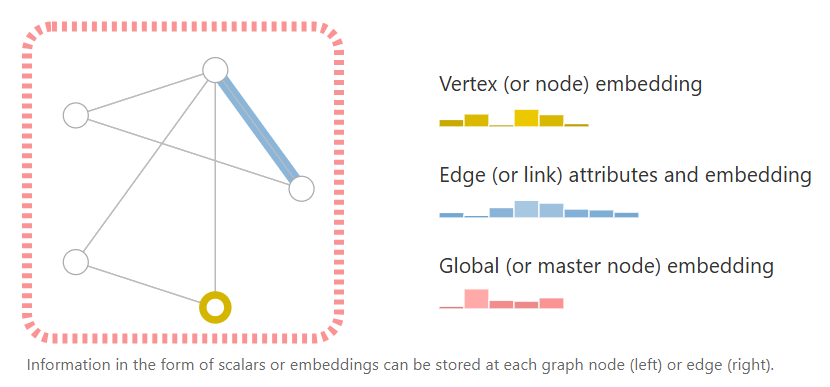 Vertex (or node) embedding
Edge (or link) attributes and embedding
Global (or master node) embedding
Information in the form of scalars or embeddings can be stored at each graph node (left) or edge (right).